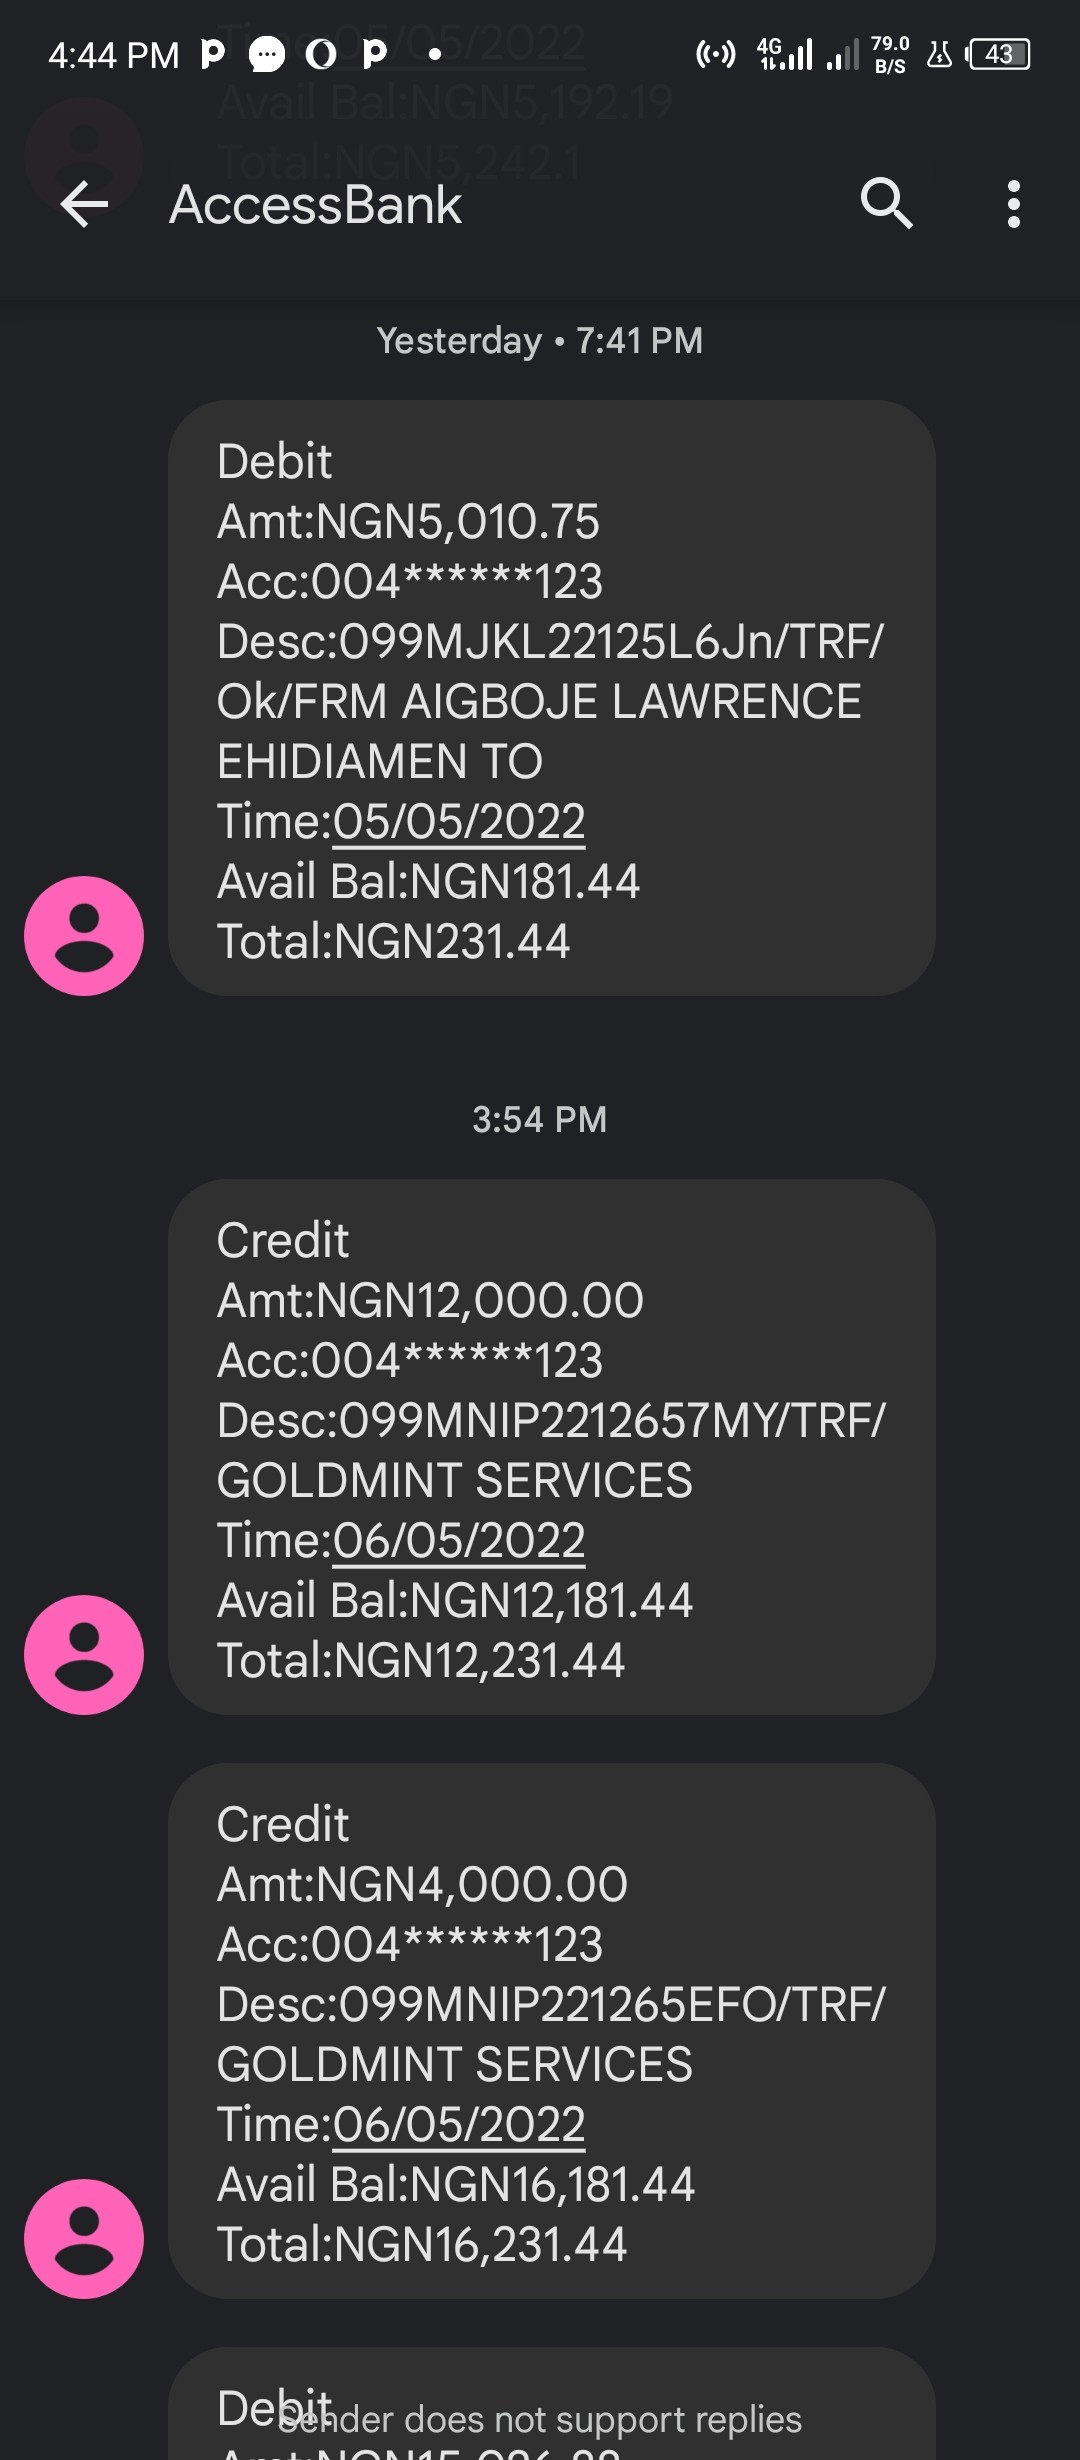 4:44 PM
4G
79.0
B/S
43
Time:05/05/2022
Avail Bal:NGN5,192.19
Total:NGN5,242.1
AccessBank
Yesterday • 7:41 PM
Debit
Amt:NGN5,010.75
Acc:004******123
Desc:099MJKL22125L6Jn/TRF/
Ok/FRM AIGBOJE LAWRENCE
EHIDIAMEN TO
Time:05/05/2022
Avail Bal:NGN181.44
Total:NGN231.44
3:54 PM
Credit
Amt:NGN12,000.00
Acc:004******123
Desc:099MNIP2212657MY/TRF/
GOLDMINT SERVICES
Time:06/05/2022
Avail Bal:NGN12,181.44
Total:NGN12,231.44
Credit
Amt:NGN4,000.00
Acc:004******123
Desc:099MNIP221265EFO/TRF/
GOLDMINT SERVICES
Time:06/05/2022
Avail Bal:NGN16,181.44
Total:NGN16,231.44
Debit
Sender does not support replies